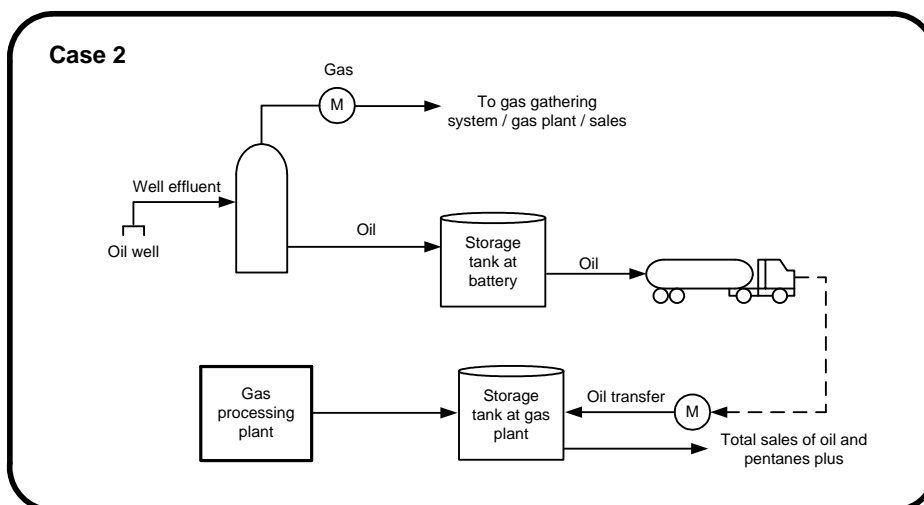 Case 2
Gas
M
To gas gathering
system / gas plant / sales
Well effluent
Oil well
Oil
Storage
tank at
battery
Oil
Gas
processing
plant
Storage
tank at gas
plant
Oil transfer
M
Total sales of oil and
pentanes plus